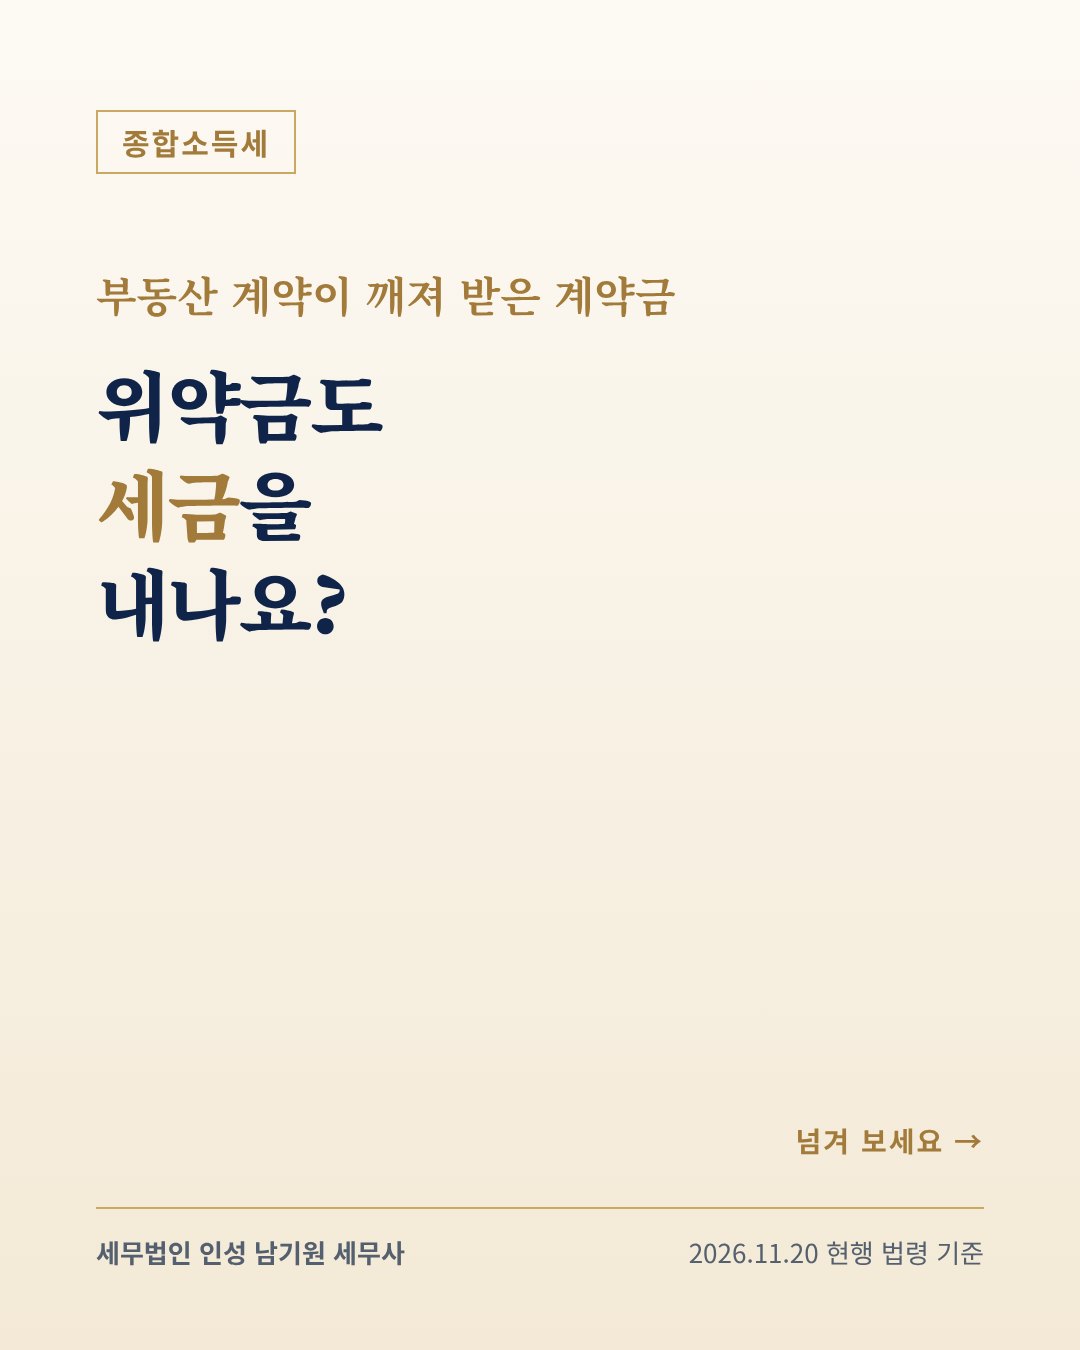 종합소득세
부동산 계약이 깨져 받은 계약금
위약금도
세금을
내나요?
넘겨 보세요 →
세무법인 인성 남기원 세무사
2026.11.20 현행 법령 기준